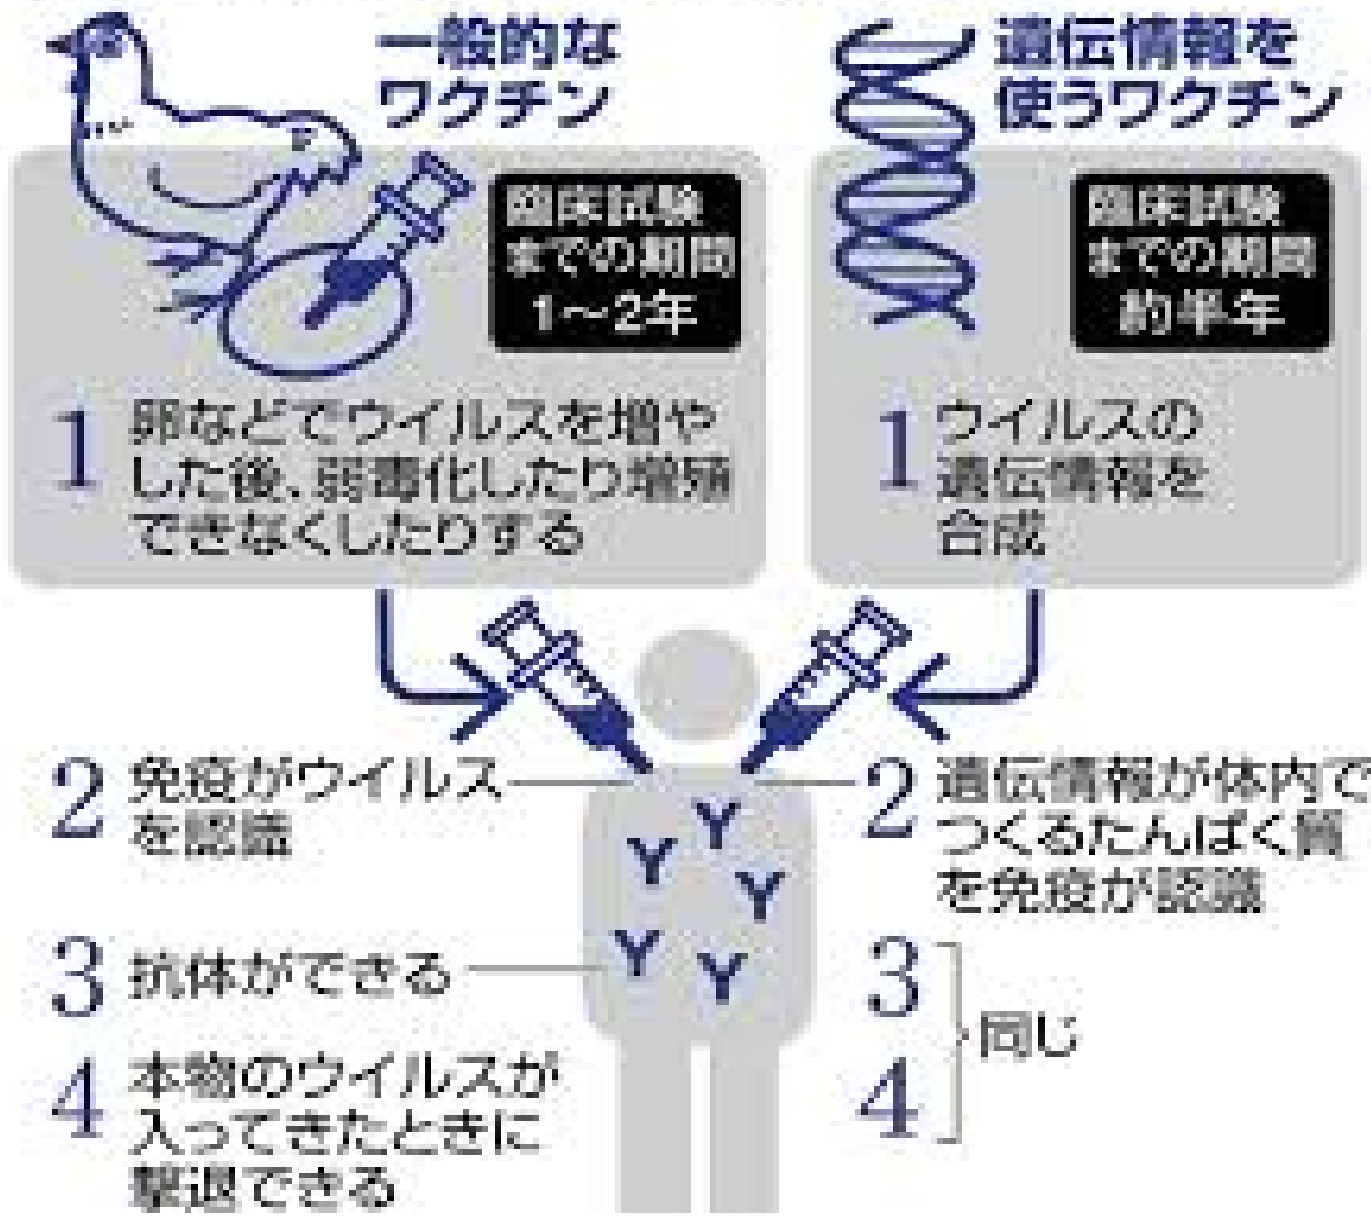 一般的な
ワクチン
臨床試験
までの期間
1〜2年
1
卵などでウイルスを増や
した後、弱毒化したり増殖
できなくしたりする
2
免疫がウイルス
を認識
3
抗体ができる
4
本物のウイルスが
入ってきたときに
撃退できる
遺伝情報を
使うワクチン
臨床試験
までの期間
約半年
1
ウイルスの
遺伝情報を
合成
2
遺伝情報が体内で
つくるたんぱく質
を免疫が認識
3
4
同じ